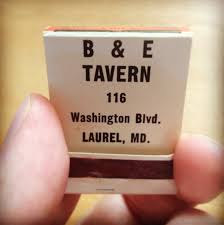 B & E
TAVERN
116
Washington Blvd.
LAUREL, MD.